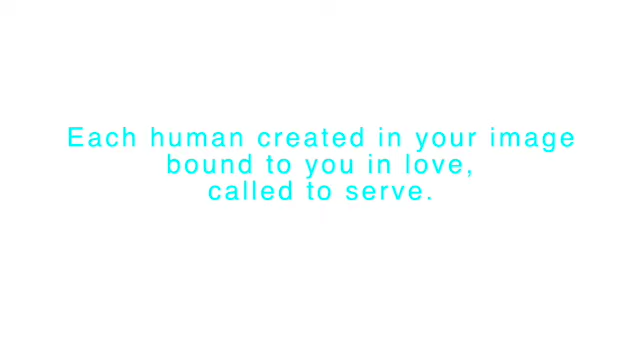 Each human created in your image
bound to you in love,
called to serve.